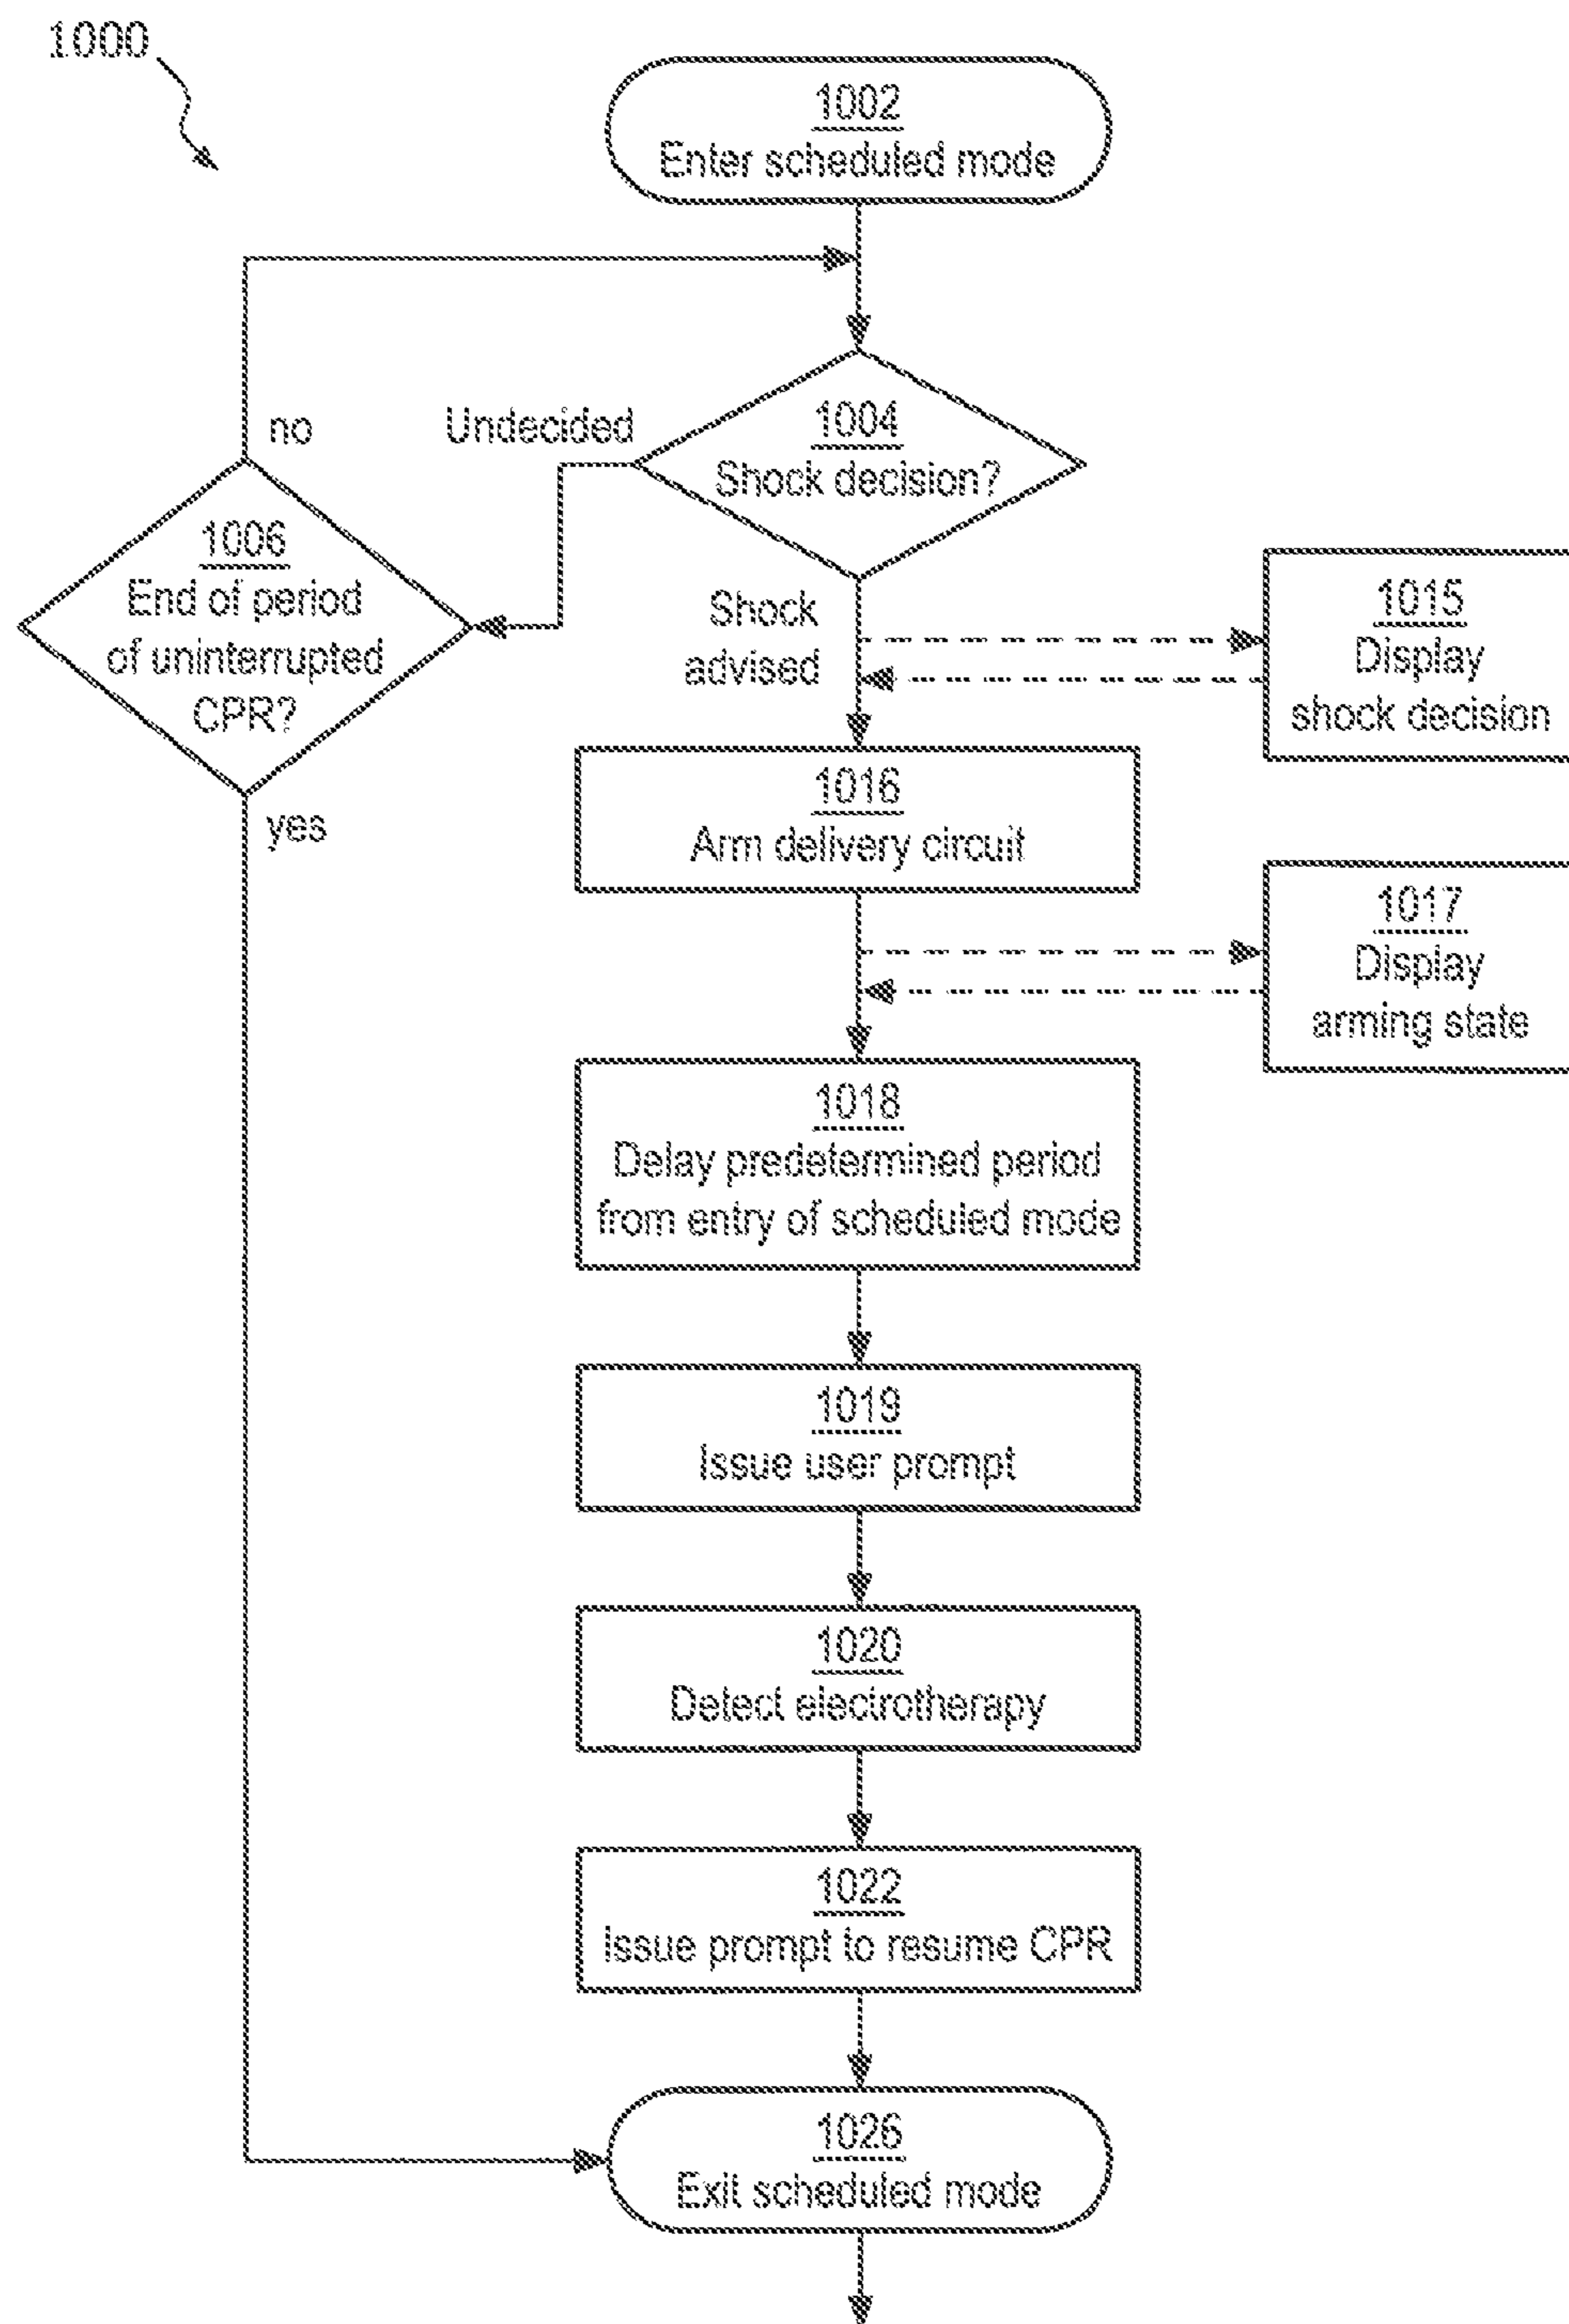 1000
1002
Enter scheduled mode
no
Undecided
1004
Shock decision?
1006
End of period
of uninterrupted
CPR?
Shock
advised
1015
Display
shock decision
yes
1016
Arm delivery circuit
1017
Display
arming state
1018
Delay predetermined period
from entry of scheduled mode
1019
Issue user prompt
1020
Detect electrotherapy
1022
Issue prompt to resume CPR
1026
Exit scheduled mode